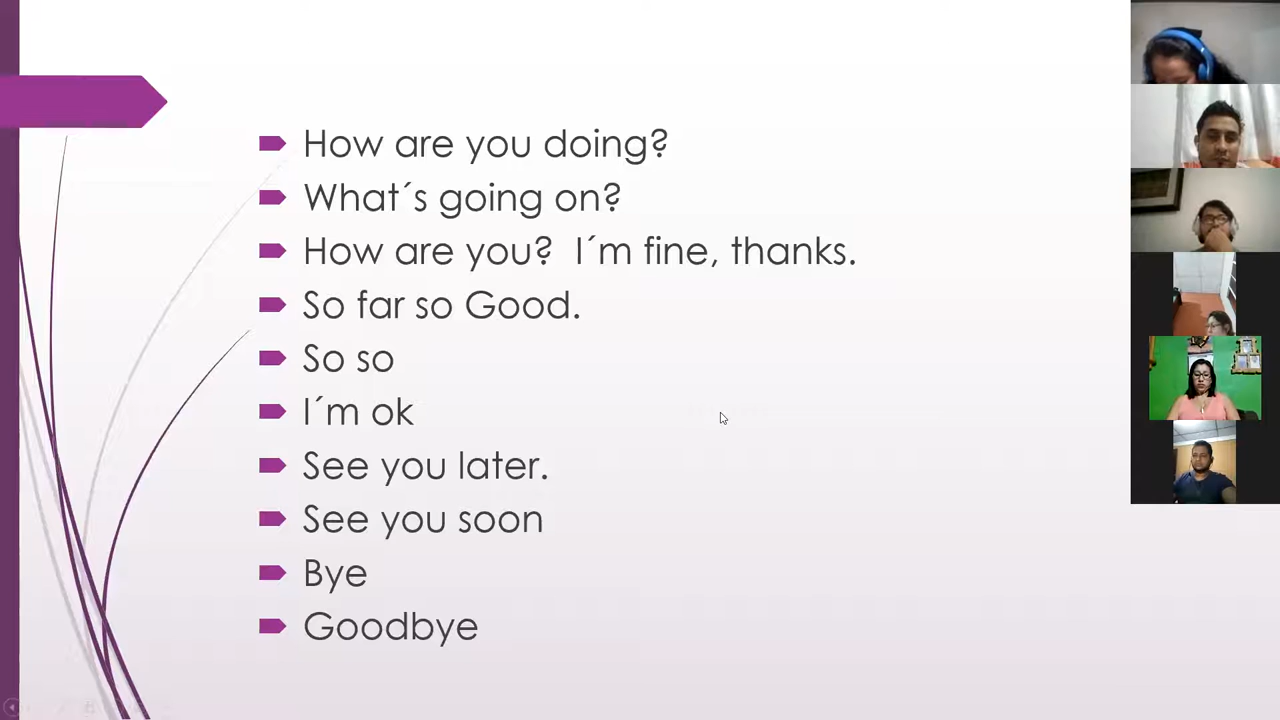 How are you doing?
What´s going on?
How are you?  I´m fine, thanks.
So far so Good.
So so
I´m ok
See you later.
See you soon
Bye
Goodbye